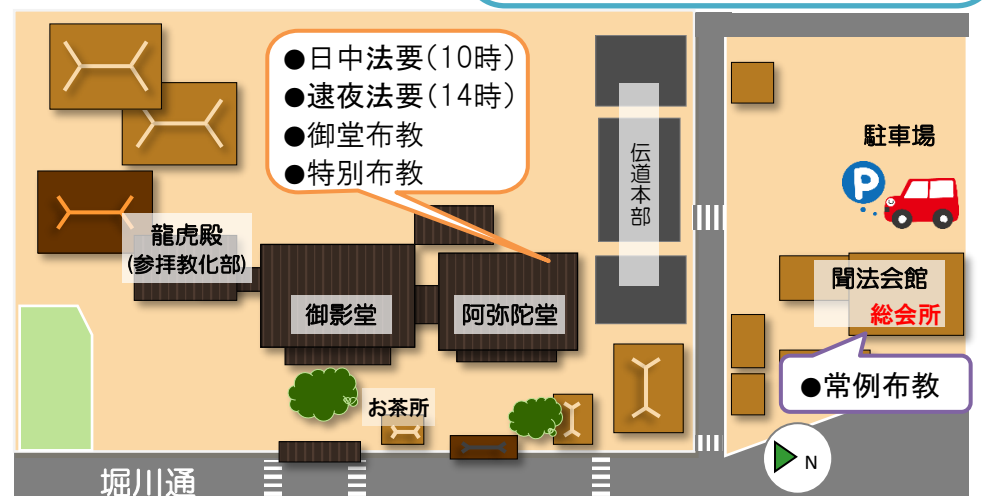 ●日中法要(10時)
●逮夜法要(14時)
●御堂布教
●特別布教
伝道本部
駐車場
P
龍虎殿
(参拝教化部)
御影堂
阿弥陀堂
聞法会館
総会所
●常例布教
お茶所
堀川通
N